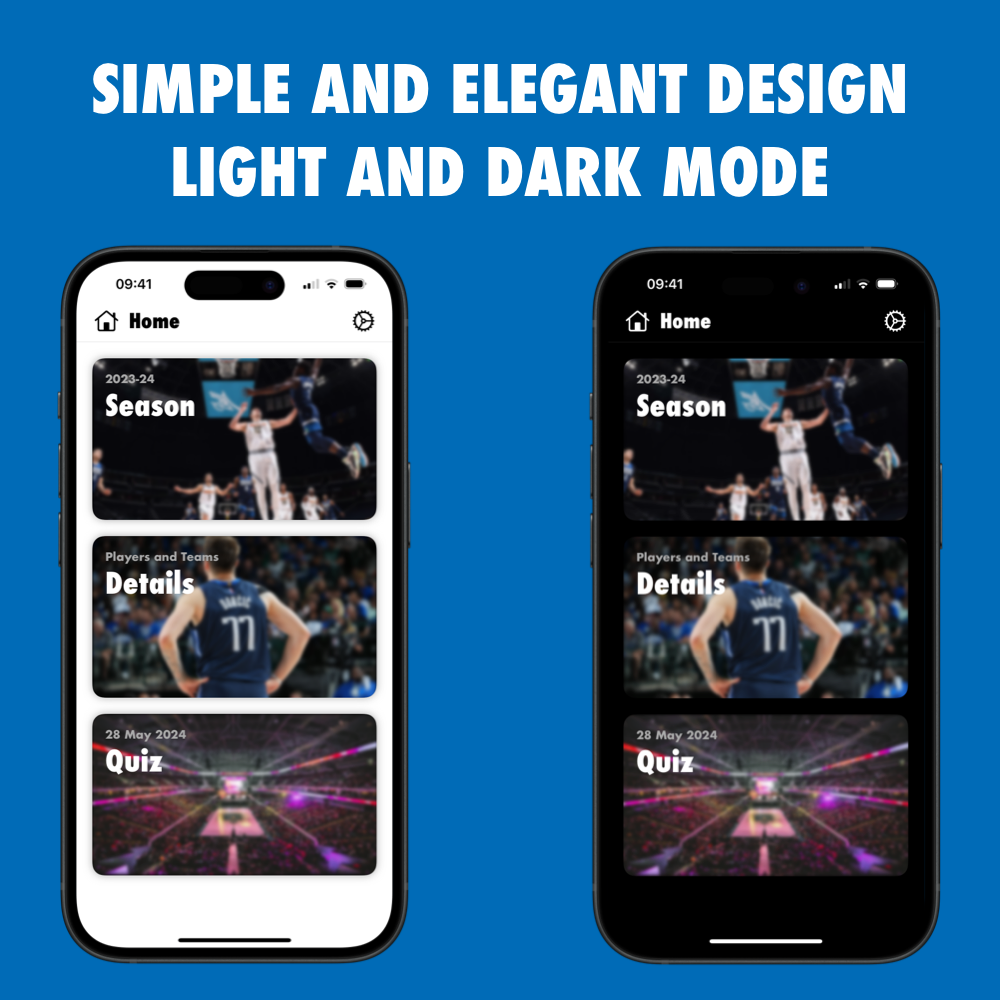 SIMPLE AND ELEGANT DESIGN
LIGHT AND DARK MODE
09:41
Home
2023-24
Season
Players and Teams
Details
77
28 May 2024
Quiz
09:41
Home
2023-24
Season
Players and Teams
Details
77
28 May 2024
Quiz